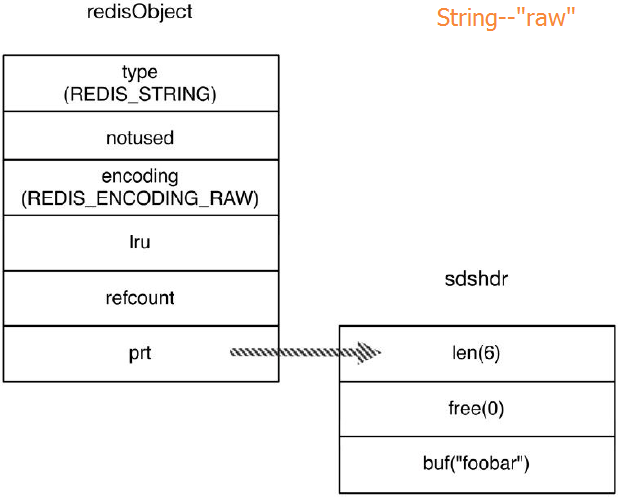 redisObject
String--"raw"
type
(REDIS_STRING)
notused
encoding
(REDIS_ENCODING_RAW)
lru
refcount
prt
sdshdr
len(6)
free(0)
buf("foobar")